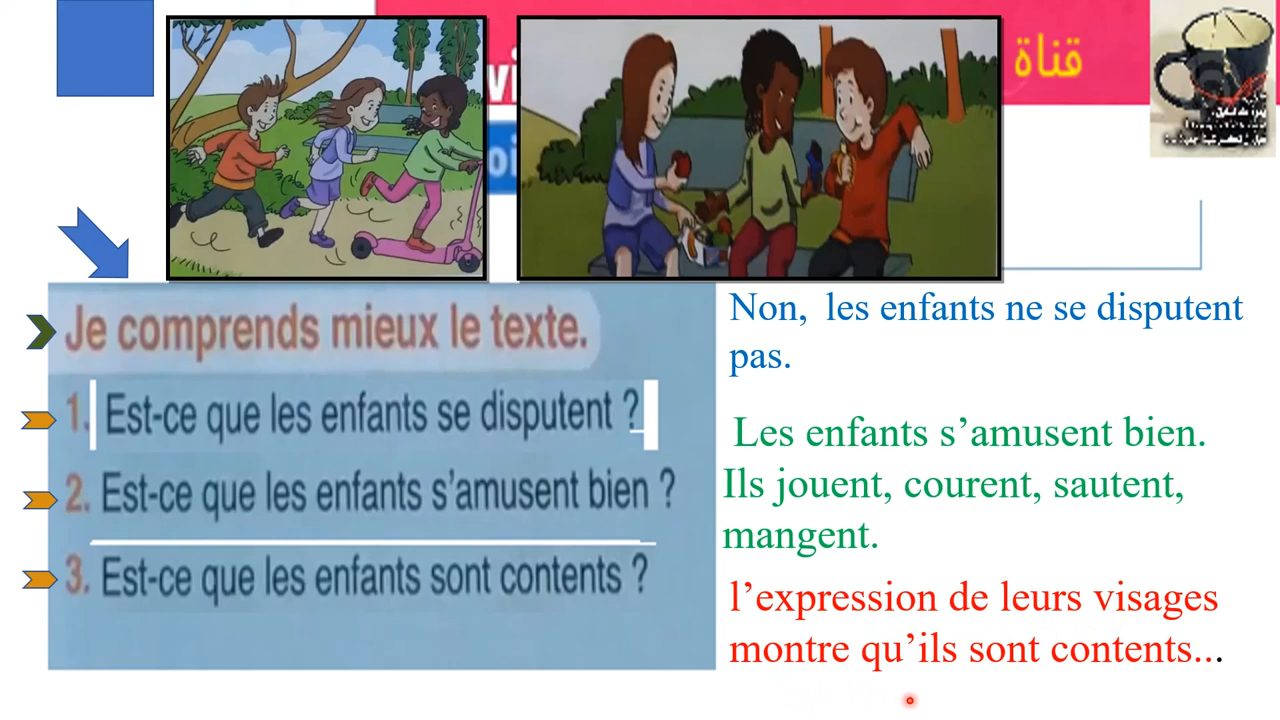 قناة
vi
oi
Je comprends mieux le texte.
1. Est-ce que les enfants se disputent ?
2. Est-ce que les enfants s'amusent bien ?
3. Est-ce que les enfants sont contents ?
Non, les enfants ne se disputent
pas.
Les enfants s’amusent bien.
Ils jouent, courent, sautent,
mangent.
l’expression de leurs visages
montre qu’ils sont contents...